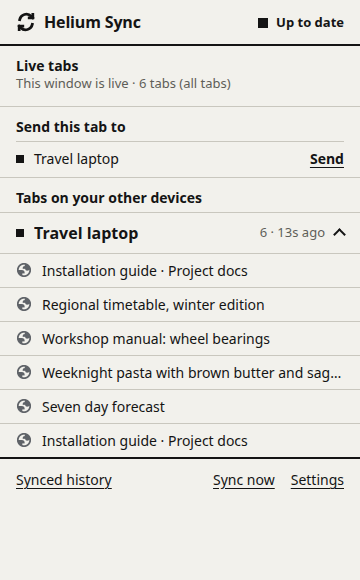 Helium Sync
Up to date
Live tabs
This window is live · 6 tabs (all tabs)
Send this tab to
Travel laptop
Send
Tabs on your other devices
Travel laptop
6 · 13s ago
Installation guide · Project docs
Regional timetable, winter edition
Workshop manual: wheel bearings
Weeknight pasta with brown butter and sag…
Seven day forecast
Installation guide · Project docs
Synced history
Sync now
Settings